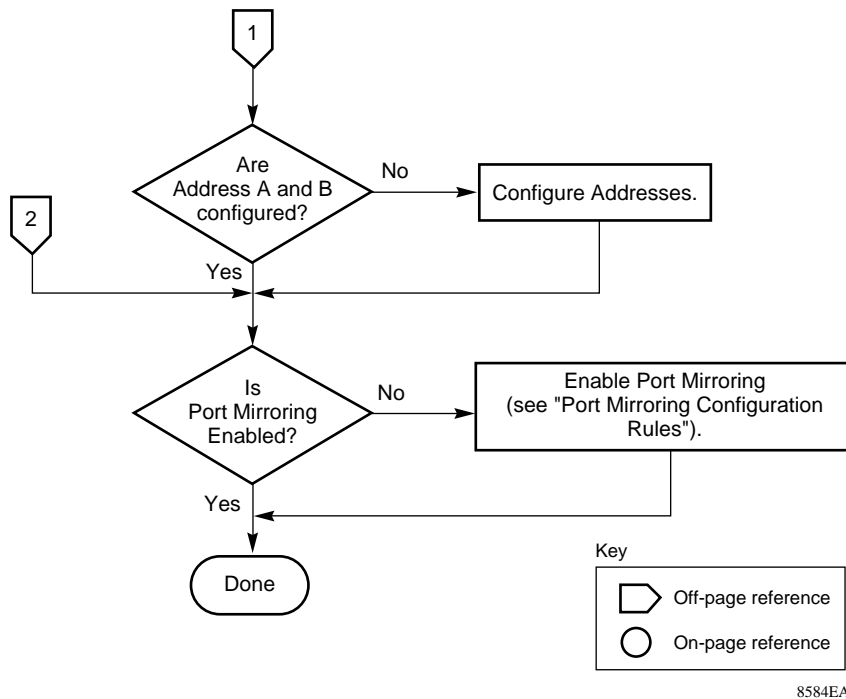 1
Are
Address A and B
configured?
No
Configure Addresses.
2
Yes
Is
Port Mirroring
Enabled?
No
Enable Port Mirroring
(see "Port Mirroring Configuration
Rules").
Yes
Done
Key
Off-page reference
On-page reference
8584EA